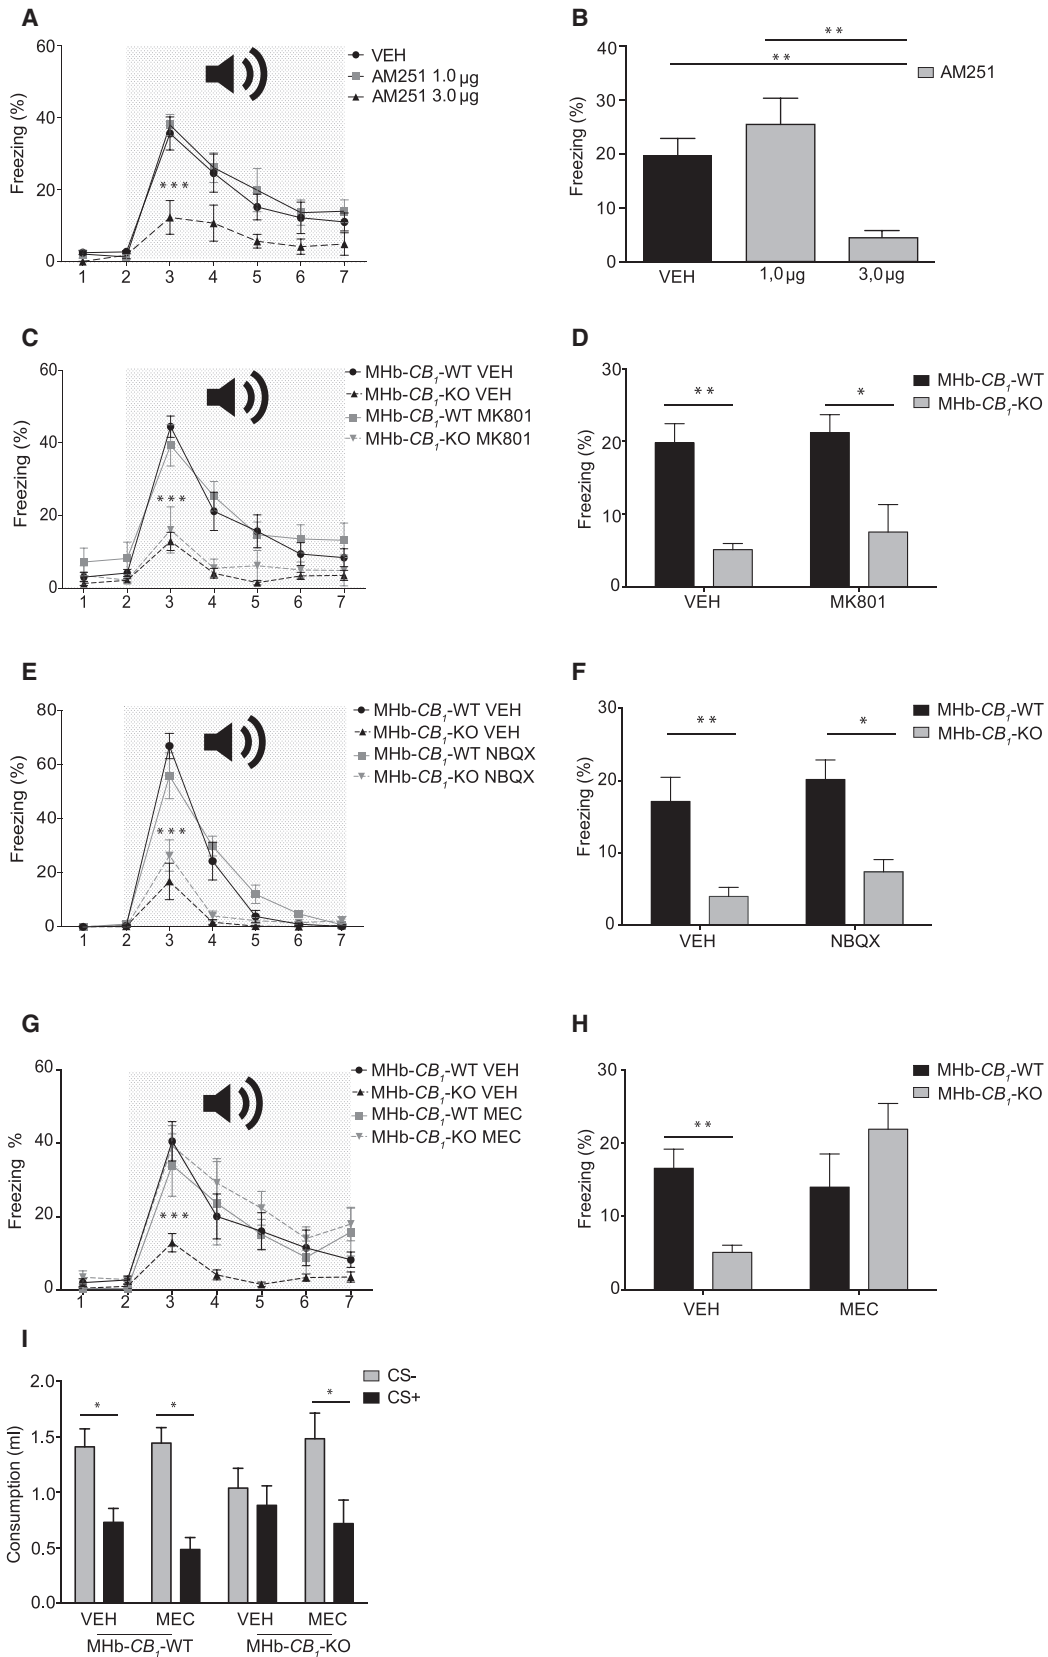 A
60
40
20
0
Freezing (%)
***
1 2 3 4 5 6 7
VEH
AM251 1.0 µg
AM251 3.0 µg
B
40
30
20
10
0
Freezing (%)
**
**
AM251
VEH 1,0 µg 3,0 µg
C
60
40
20
0
Freezing (%)
***
1 2 3 4 5 6 7
MHb-CB1-WT VEH
MHb-CB1-KO VEH
MHb-CB1-WT MK801
MHb-CB1-KO MK801
D
30
20
10
0
Freezing (%)
** *
MHb-CB1-WT
MHb-CB1-KO
VEH MK801
E
80
60
40
20
0
Freezing (%)
***
1 2 3 4 5 6 7
MHb-CB1-WT VEH
MHb-CB1-KO VEH
MHb-CB1-WT NBQX
MHb-CB1-KO NBQX
F
30
20
10
0
Freezing (%)
** *
MHb-CB1-WT
MHb-CB1-KO
VEH NBQX
G
60
40
20
0
Freezing %
***
1 2 3 4 5 6 7
MHb-CB1-WT VEH
MHb-CB1-KO VEH
MHb-CB1-WT MEC
MHb-CB1-KO MEC
H
30
20
10
0
Freezing (%)
**
MHb-CB1-WT
MHb-CB1-KO
VEH MEC
I
2.0
1.5
1.0
0.5
0.0
Consumption (ml)
* * *
CS-
CS+
VEH MEC VEH MEC
MHb-CB1-WT MHb-CB1-KO